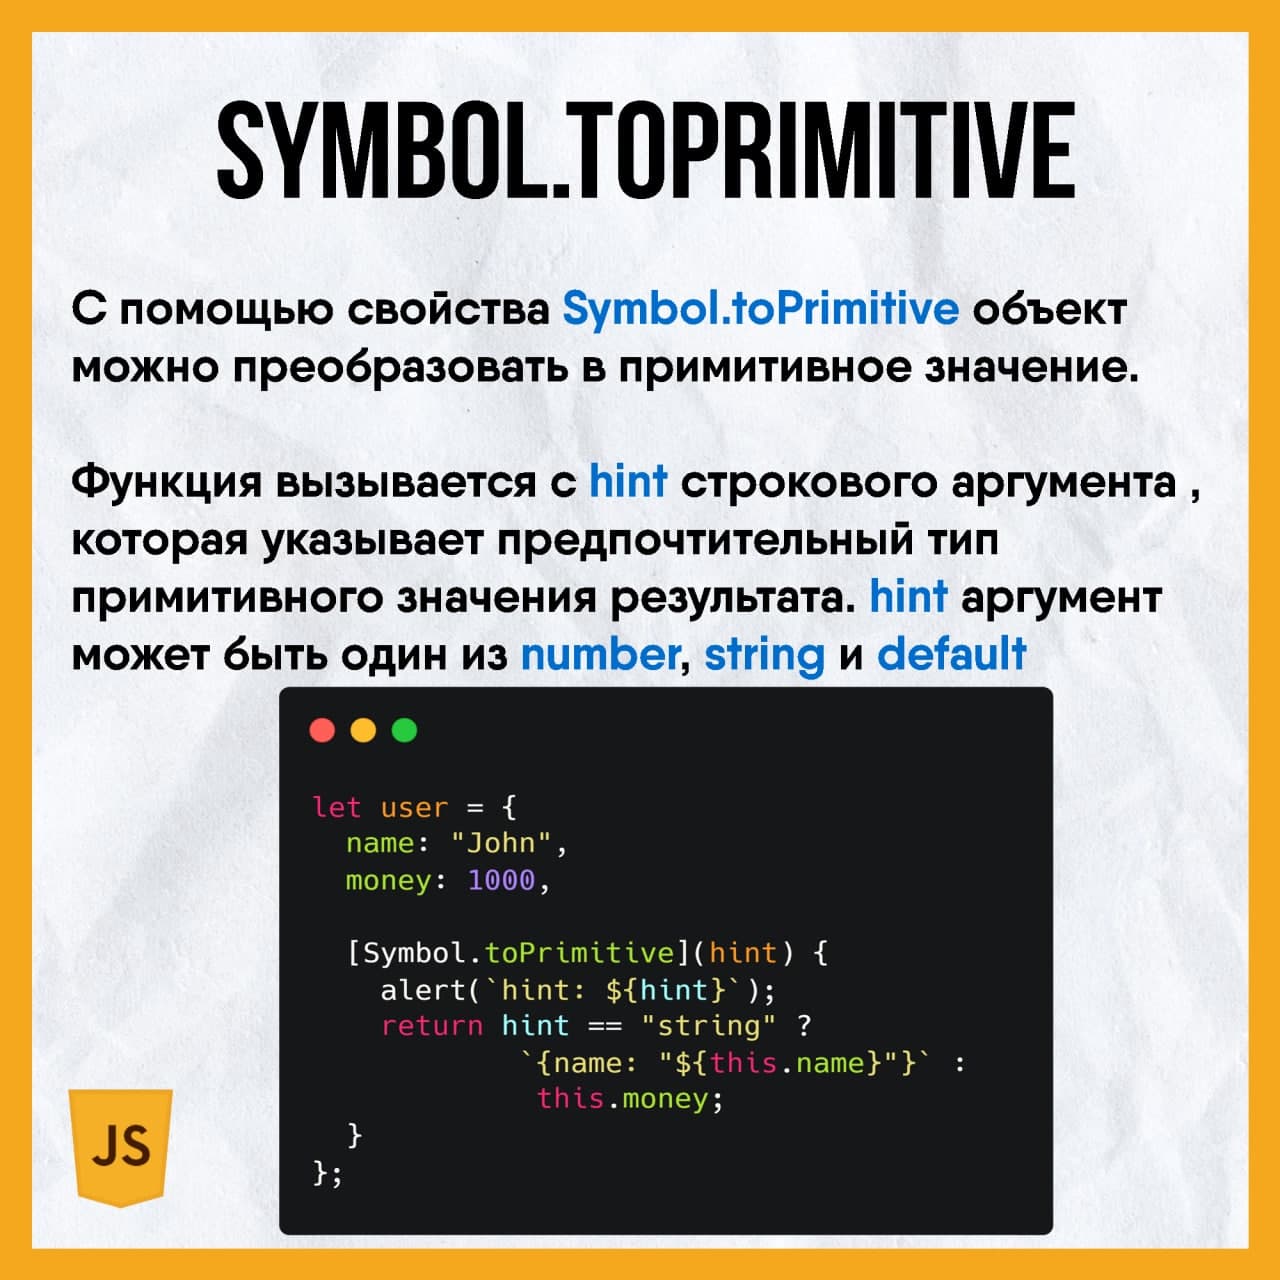 SYMBOL.TOPRIMITIVE
С помощью свойства Symbol.toPrimitive объект
можно преобразовать в примитивное значение.
Функция вызывается с hint строкового аргумента ,
которая указывает предпочтительный тип
примитивного значения результата. hint аргумент
может быть один из number, string и default
let user = {
  name: "John",
  money: 1000,
  [Symbol.toPrimitive](hint) {
    alert(`hint: ${hint}`);
    return hint == "string" ?
            `{name: "${this.name}"}` :
             this.money;
  }
};
JS